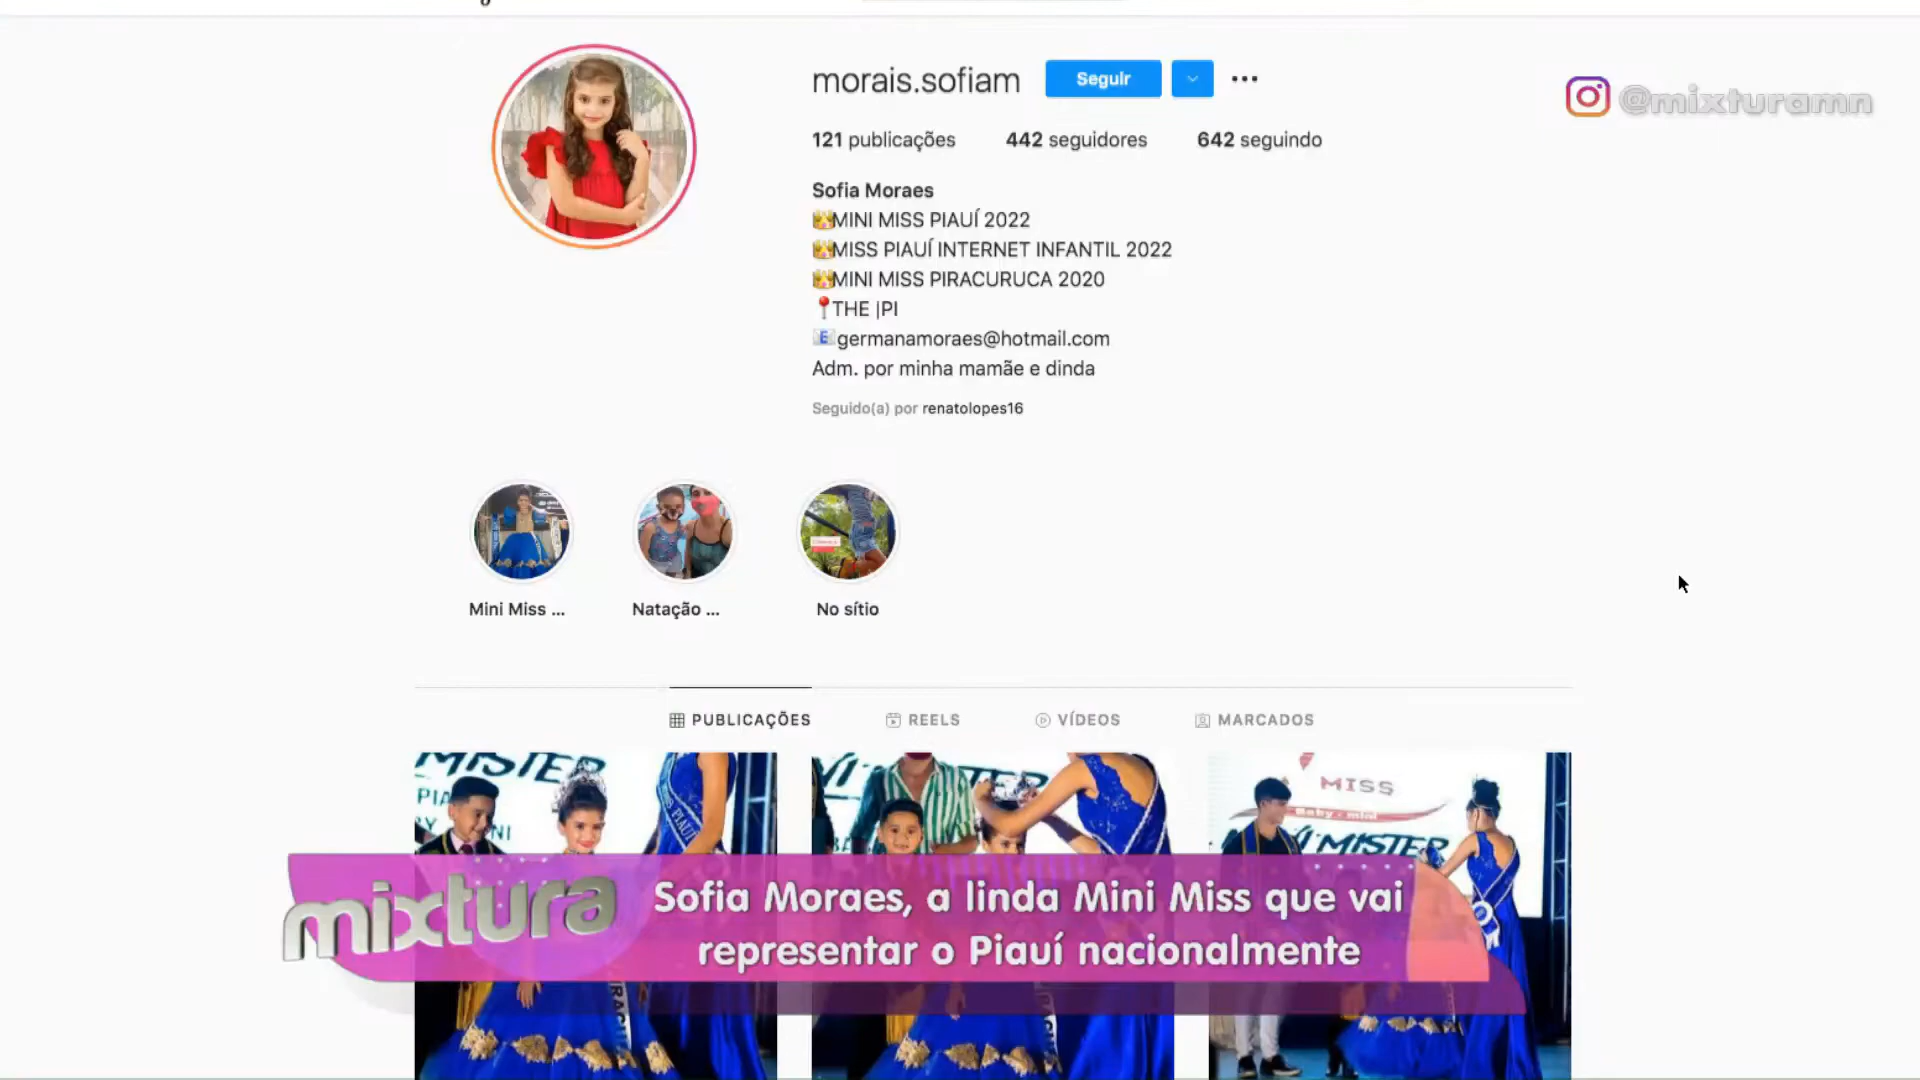 morais.sofiam Seguir
@mixturamn
121 publicações 442 seguidores 642 seguindo
Sofia Moraes
MINI MISS PIAUÍ 2022
MISS PIAUÍ INTERNET INFANTIL 2022
MINI MISS PIRACURUCA 2020
THE |PI
germanamoraes@hotmail.com
Adm. por minha mamãe e dinda
Seguido(a) por renatolopes16
Mini Miss ... Natação ... No sítio
PUBLICAÇÕES REELS VÍDEOS MARCADOS
MISTER
MISS
MISTER
mixtura
Sofia Moraes, a linda Mini Miss que vai
representar o Piauí nacionalmente